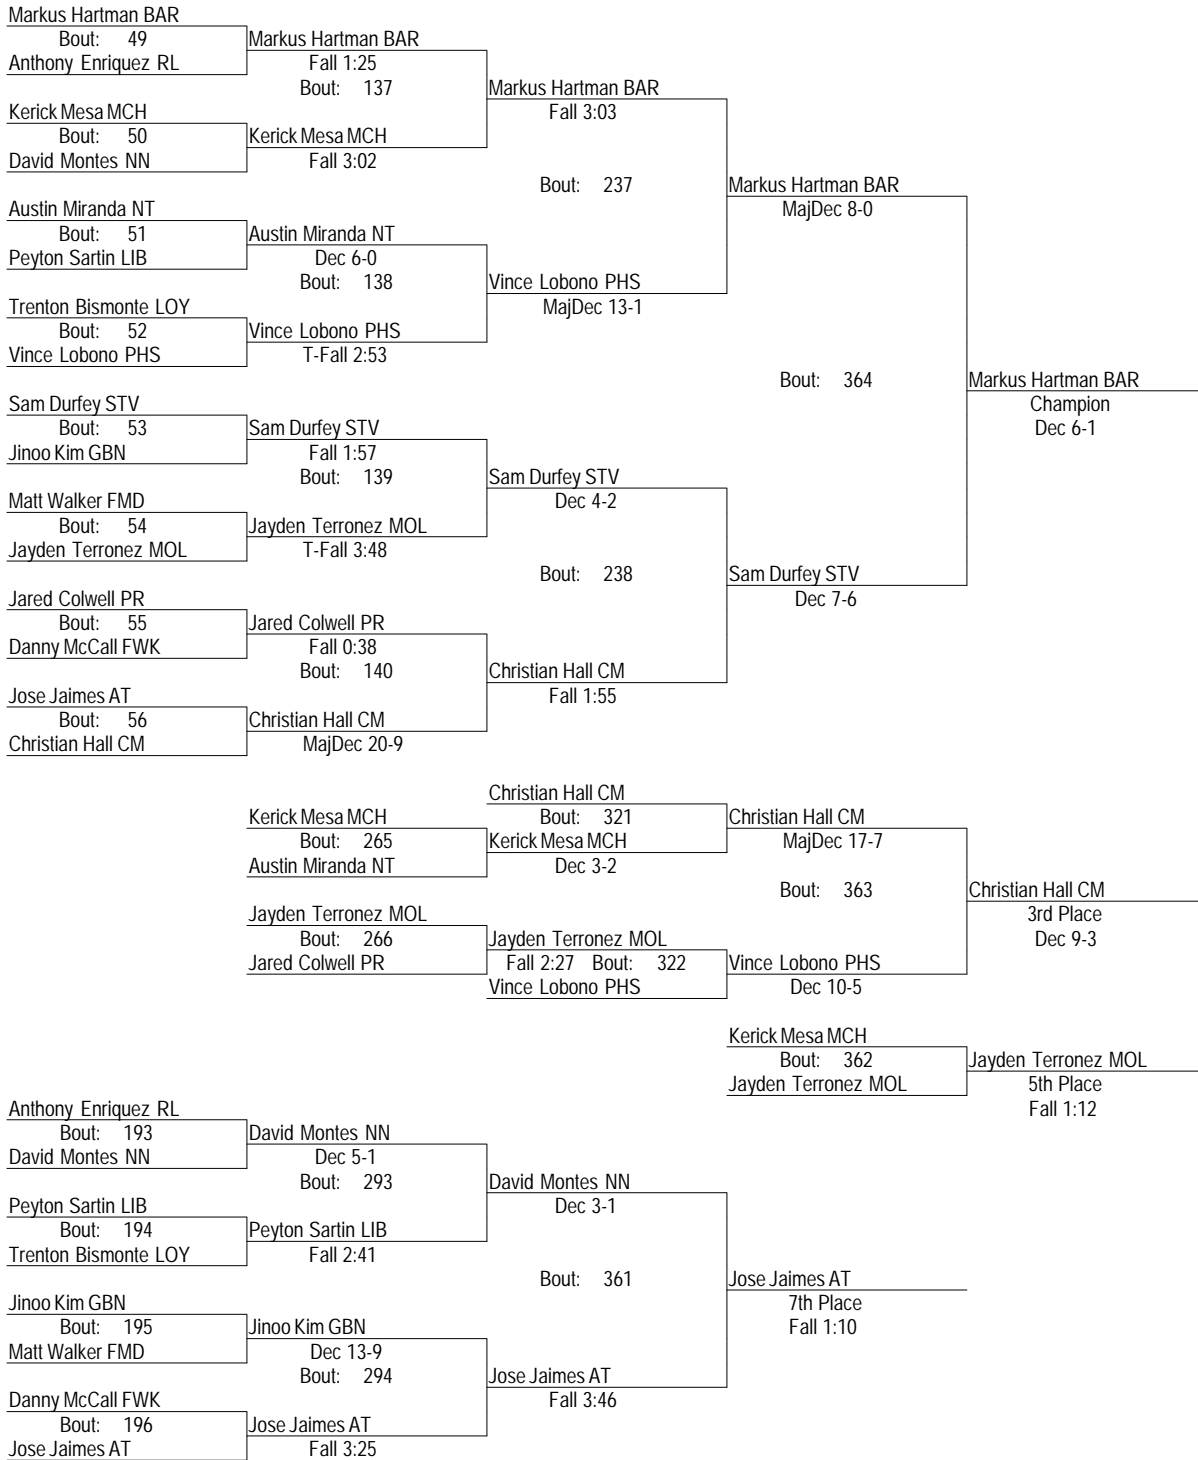 Markus Hartman BAR
Bout: 49
Markus Hartman BAR
Anthony Enriquez RL
Fall 1:25
Bout: 137
Markus Hartman BAR
Kerick Mesa MCH
Fall 3:03
Bout: 50
Kerick Mesa MCH
David Montes NN
Fall 3:02
Bout: 237
Markus Hartman BAR
Austin Miranda NT
MajDec 8-0
Bout: 51
Austin Miranda NT
Peyton Sartin LIB
Dec 6-0
Bout: 138
Vince Lobono PHS
Trenton Bismonte LOY
MajDec 13-1
Bout: 52
Vince Lobono PHS
Vince Lobono PHS
T-Fall 2:53
Bout: 364
Markus Hartman BAR
Sam Durfey STV
Champion
Bout: 53
Sam Durfey STV
Dec 6-1
Jinoo Kim GBN
Fall 1:57
Bout: 139
Sam Durfey STV
Matt Walker FMD
Dec 4-2
Bout: 54
Jayden Terronez MOL
Jayden Terronez MOL
T-Fall 3:48
Bout: 238
Sam Durfey STV
Jared Colwell PR
Dec 7-6
Bout: 55
Jared Colwell PR
Danny McCall FWK
Fall 0:38
Bout: 140
Christian Hall CM
Jose Jaimes AT
Fall 1:55
Bout: 56
Christian Hall CM
Christian Hall CM
MajDec 20-9
Christian Hall CM
Kerick Mesa MCH
Bout: 321
Christian Hall CM
Bout: 265
Kerick Mesa MCH
MajDec 17-7
Austin Miranda NT
Dec 3-2
Bout: 363
Christian Hall CM
Jayden Terronez MOL
3rd Place
Bout: 266
Jayden Terronez MOL
Dec 9-3
Jared Colwell PR
Fall 2:27 Bout: 322
Vince Lobono PHS
Vince Lobono PHS
Dec 10-5
Kerick Mesa MCH
Bout: 362
Jayden Terronez MOL
Jayden Terronez MOL
5th Place
Fall 1:12
Anthony Enriquez RL
Bout: 193
David Montes NN
David Montes NN
Dec 5-1
Bout: 293
David Montes NN
Peyton Sartin LIB
Dec 3-1
Bout: 194
Peyton Sartin LIB
Trenton Bismonte LOY
Fall 2:41
Bout: 361
Jose Jaimes AT
Jinoo Kim GBN
7th Place
Bout: 195
Jinoo Kim GBN
Fall 1:10
Matt Walker FMD
Dec 13-9
Bout: 294
Jose Jaimes AT
Danny McCall FWK
Fall 3:46
Bout: 196
Jose Jaimes AT
Jose Jaimes AT
Fall 3:25